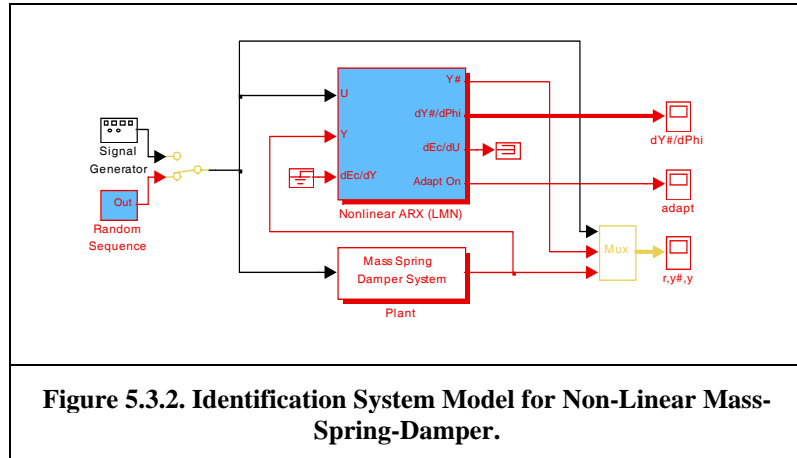 Signal
Generator
Out
Random
Sequence
U
Y
dEc/dY
Y#
dY#/dPhi
dEc/dU
Adapt On
Nonlinear ARX (LMN)
Mass Spring
Damper System
Plant
Mux
dY#/dPhi
adapt
r,y#,y
Figure 5.3.2. Identification System Model for Non-Linear Mass-
Spring-Damper.